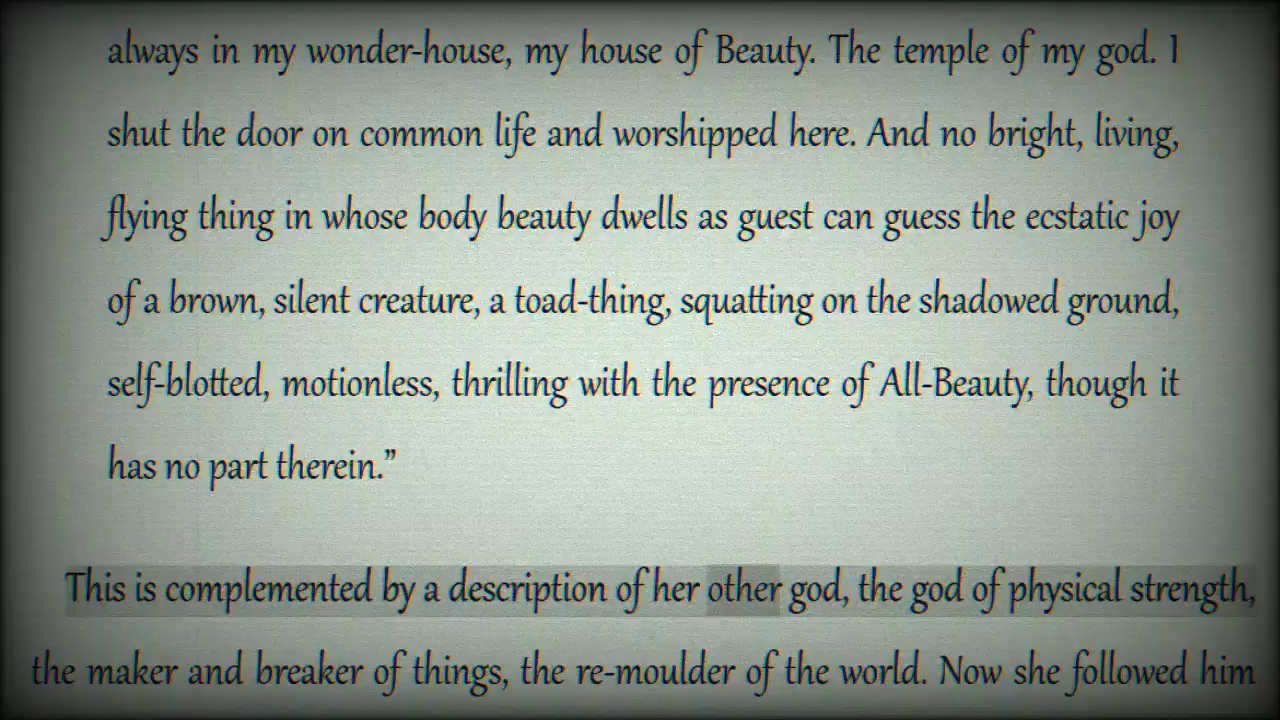 always in my wonder-house, my house of Beauty. The temple of my god. I
shut the door on common life and worshipped here. And no bright, living,
flying thing in whose body beauty dwells as guest can guess the ecstatic joy
of a brown, silent creature, a toad-thing, squatting on the shadowed ground,
self-blotted, motionless, thrilling with the presence of All-Beauty, though it
has no part therein.”
This is complemented by a description of her other god, the god of physical strength,
the maker and breaker of things, the re-moulder of the world. Now she followed him